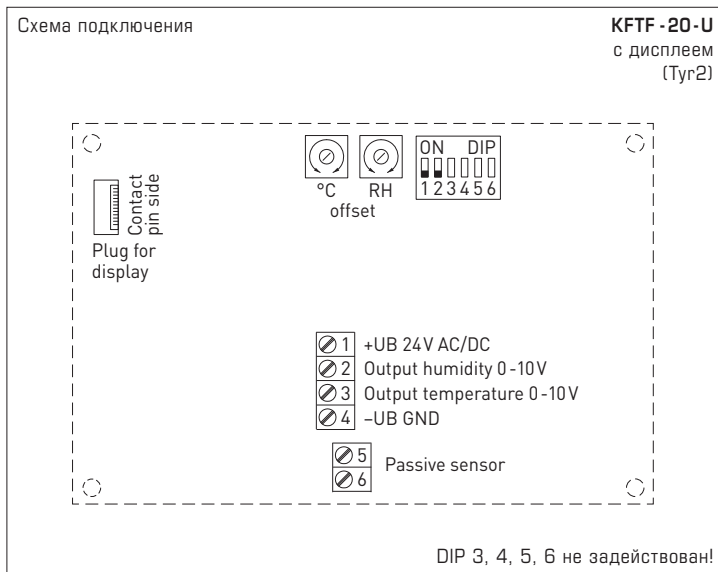 Схема подключения
KFTF - 20 - U
с дисплеем
(Tyr2)
ON DIP
1 2 3 4 5 6
°C RH
offset
Contact
pin side
Plug for
display
1 +UB 24V AC/DC
2 Output humidity 0 -10V
3 Output temperature 0 -10V
4 –UB GND
5
6
Passive sensor
DIP 3, 4, 5, 6 не задействован!